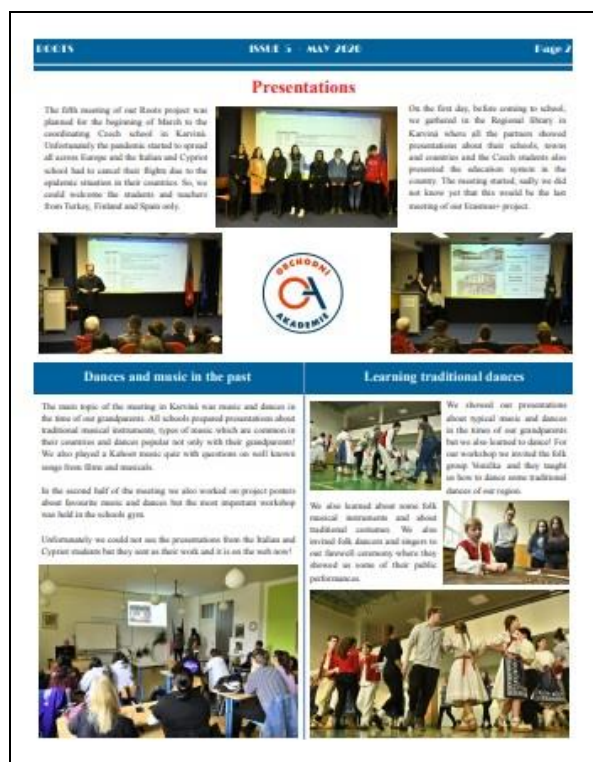 ROOTS
ISSUE 5 - MAY 2020
Page 2
Presentations
The fifth meeting of our Roots project was
planned for the beginning of March to the
coordinating Czech school in Karviná.
Unfortunately the pandemic started to spread
all across Europe and the Italian and Cypriot
school had to cancel their flights due to the
epidemic situation in their countries. So, we
could welcome the students and teachers
from Turkey, Finland and Spain only.
On the first day, before coming to school,
we gathered in the Regional library in
Karviná where all the partners showed
presentations about their schools, towns
and countries and the Czech students also
presented the education system in the
country. The meeting started, sadly we did
not know yet that this would be the last
meeting of our Erasmus+ project.
OBCHODNÍ
OA
AKADEMIE
Dances and music in the past
The main topic of the meeting in Karviná was music and dances in
the time of our grandparents. All schools prepared presentations about
traditional musical instruments, types of music which are common in
their countries and dances popular not only with their grandparents!
We also played a Kahoot music quiz with questions on well known
songs from films and musicals.
In the second half of the meeting we also worked on project posters
about favourite music and dances but the most important workshop
was held in the schools gym.
Unfortunately we could not see the presentations from the Italian and
Cypriot students but they sent us their work and it is on the web now!
Learning traditional dances
We showed our presentations
about typical music and dances
in the times of our grandparents
but we also learned to dance! For
our workshop we invited the folk
group Vonička and they taught
us how to dance some traditional
dances of our region.
We also learned about some folk
musical instruments and about
traditional costumes. We also
invited folk dancers and singers to
our farewell ceremony where they
showed us some of their public
performances.